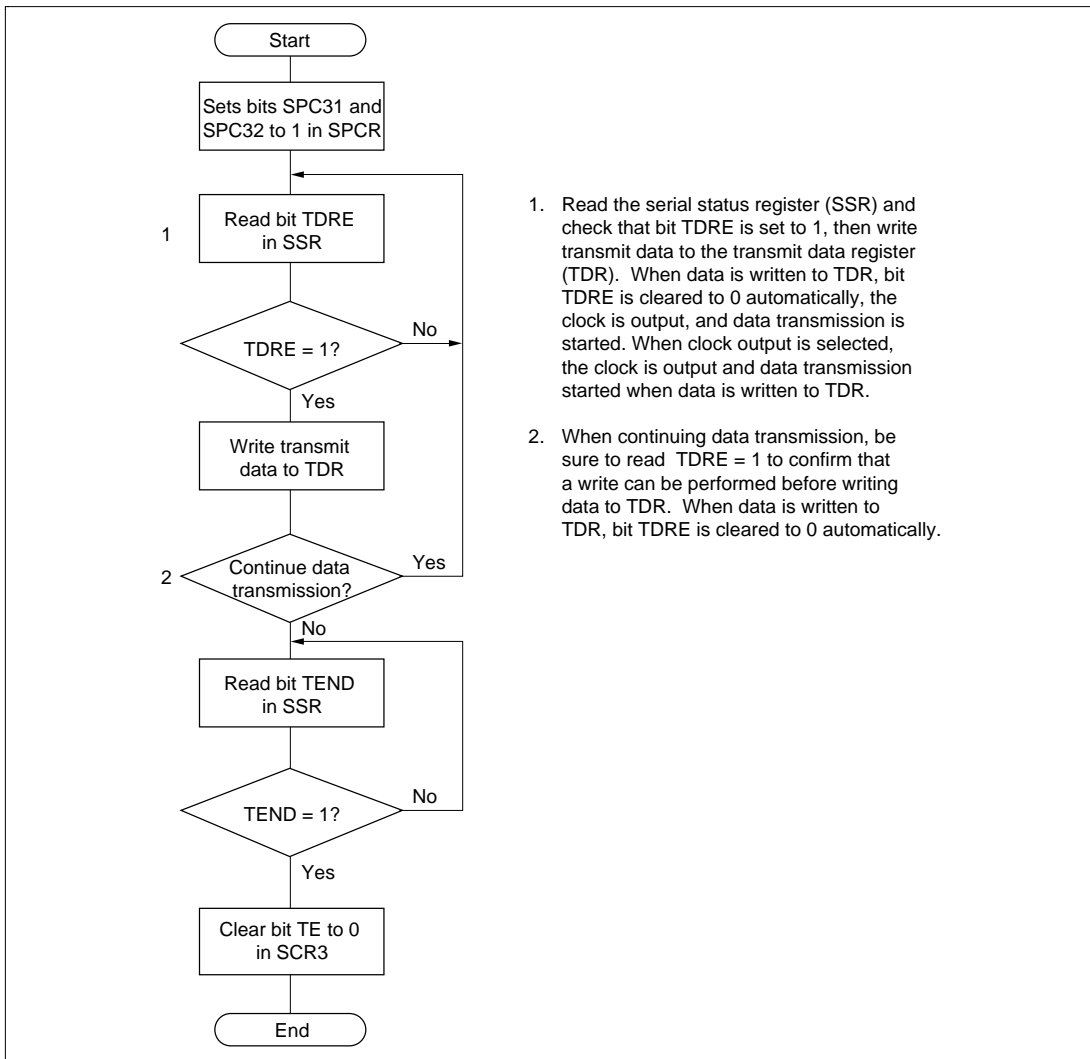 Start
Sets bits SPC31 and
SPC32 to 1 in SPCR
1
Read bit TDRE
in SSR
TDRE = 1?
No
Yes
Write transmit
data to TDR
2
Continue data
transmission?
Yes
No
Read bit TEND
in SSR
TEND = 1?
No
Yes
Clear bit TE to 0
in SCR3
End
1. Read the serial status register (SSR) and
check that bit TDRE is set to 1, then write
transmit data to the transmit data register
(TDR). When data is written to TDR, bit
TDRE is cleared to 0 automatically, the
clock is output, and data transmission is
started. When clock output is selected,
the clock is output and data transmission
started when data is written to TDR.
2. When continuing data transmission, be
sure to read TDRE = 1 to confirm that
a write can be performed before writing
data to TDR. When data is written to
TDR, bit TDRE is cleared to 0 automatically.